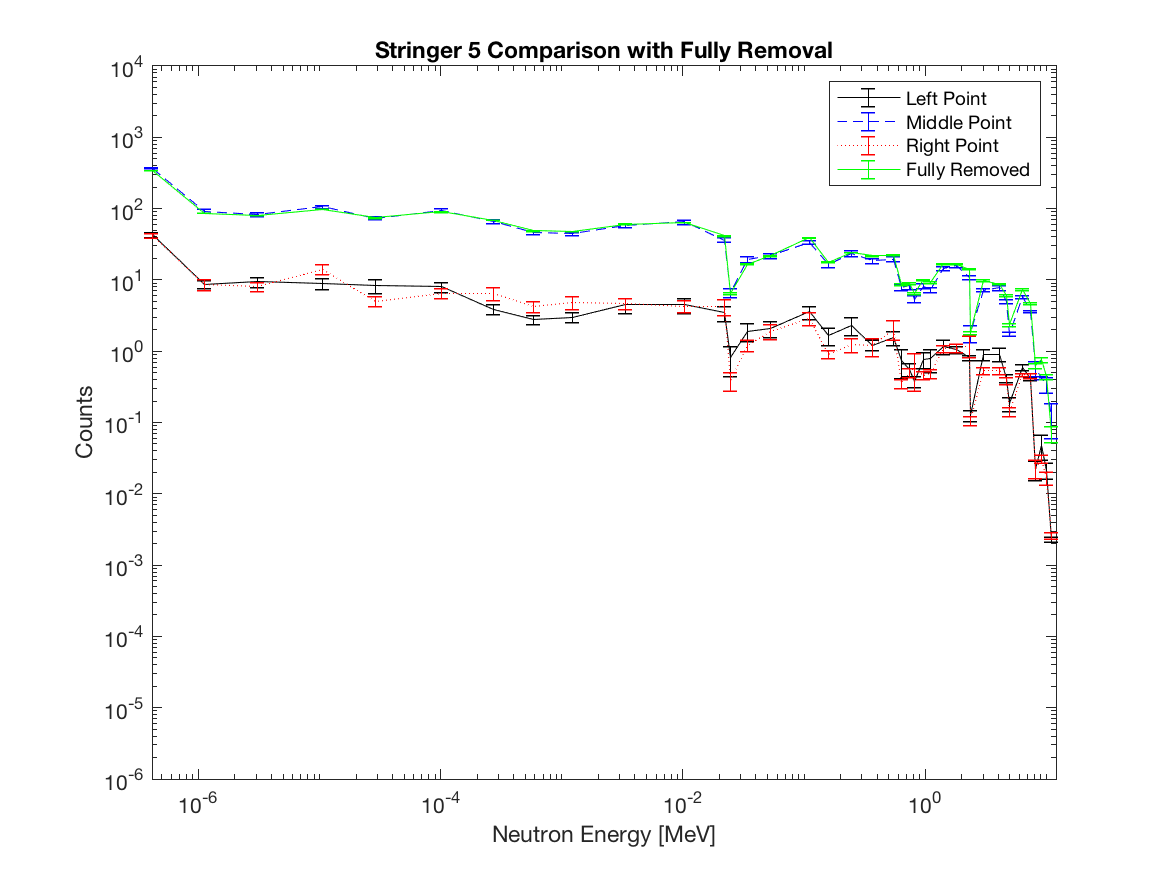 Stringer 5 Comparison with Fully Removal
Left Point
Middle Point
Right Point
Fully Removed
10^4
10^3
10^2
10^1
10^0
10^-1
10^-2
10^-3
10^-4
10^-5
10^-6
Counts
10^-6
10^-4
10^-2
10^0
Neutron Energy [MeV]